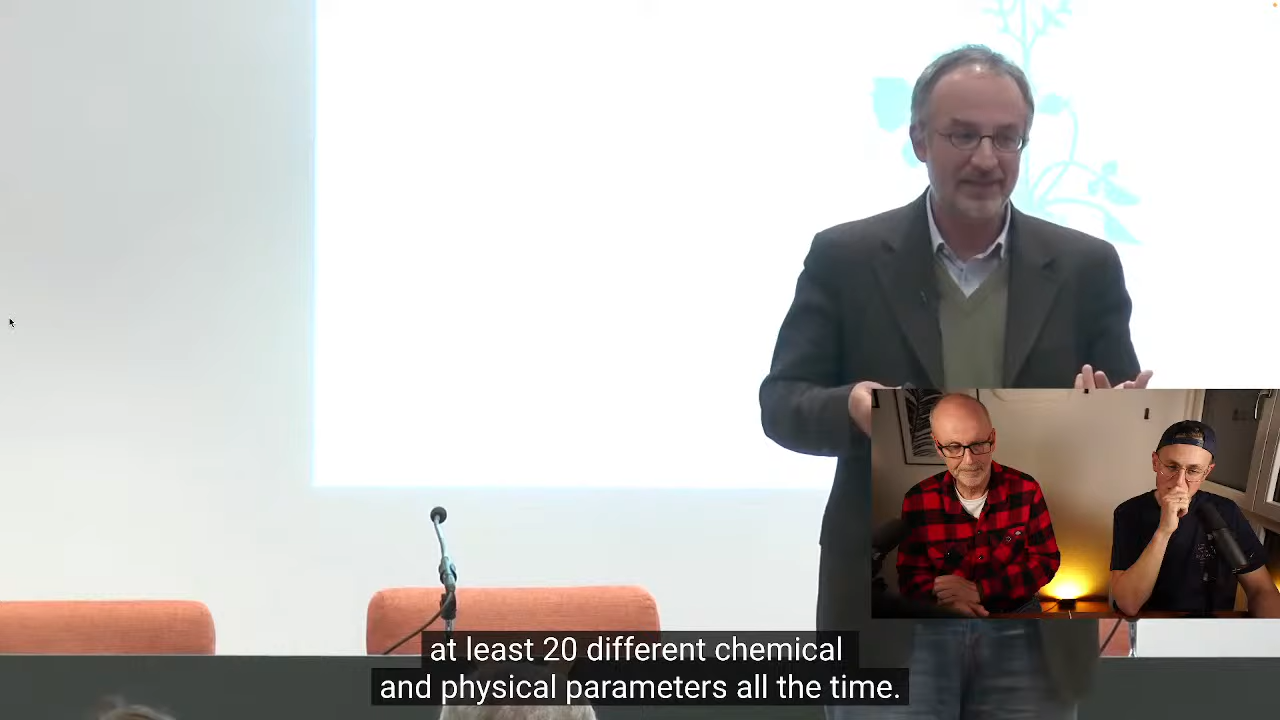 at least 20 different chemical
and physical parameters all the time.